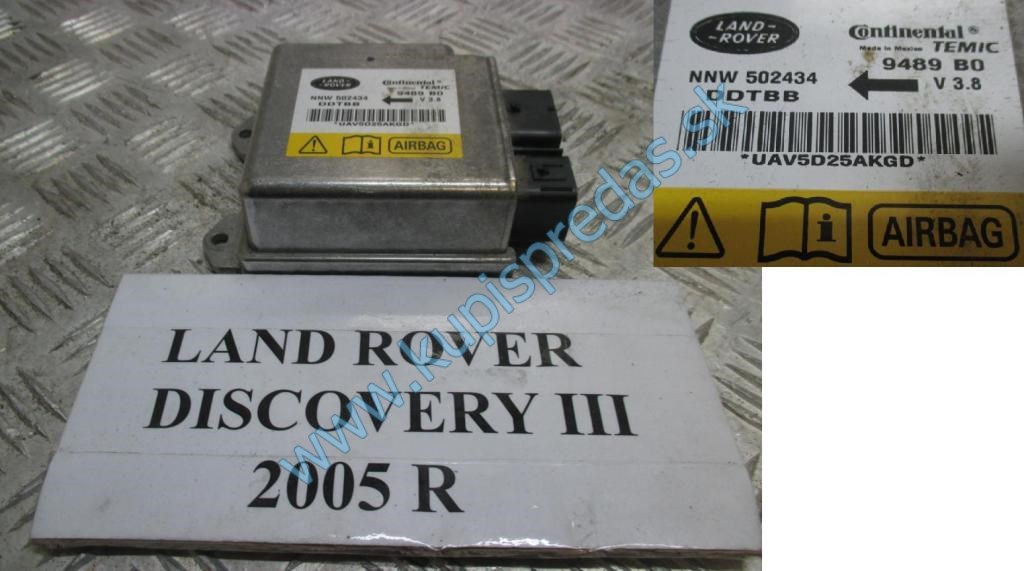 LAND-
ROVER
Continental®
Made in Mexico TEMIC
9489 B0
NNW 502434
V 3.8
DDTBB
*UAV5D25AKGD*
i AIRBAG
LAND-
ROVER
Continental®
TEMIC
9489 B0
NNW 502434
V 3.8
DDTBB
*UAV5D25AKGD*
i AIRBAG
www.kupispredas.sk
LAND ROVER
DISCOVERY III
2005 R